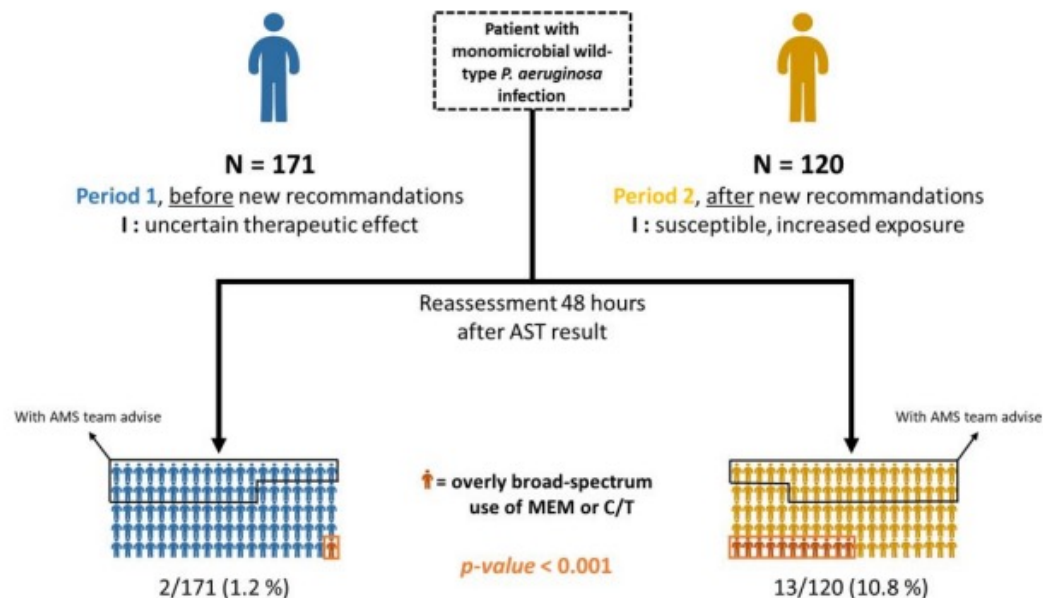 Patient with
monomicrobial wild-
type P. aeruginosa
infection
N = 171
Period 1, before new recommandations
I : uncertain therapeutic effect
N = 120
Period 2, after new recommandations
I : susceptible, increased exposure
Reassessment 48 hours
after AST result
With AMS team advise
With AMS team advise
= overly broad-spectrum
use of MEM or C/T
p-value < 0.001
2/171 (1.2 %)
13/120 (10.8 %)